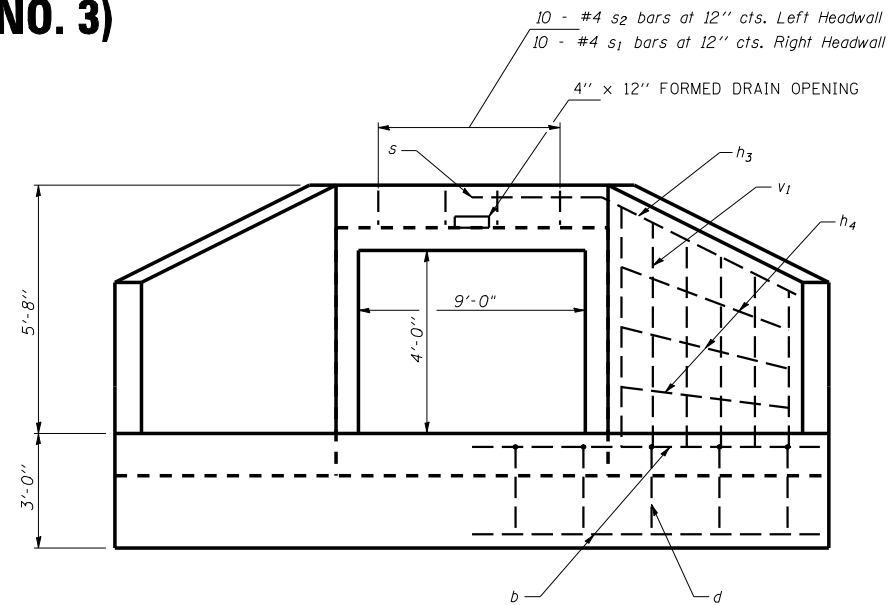 NO. 3)
10 - #4 s2 bars at 12" cts. Left Headwall
10 - #4 s1 bars at 12" cts. Right Headwall
4" x 12" FORMED DRAIN OPENING
s
h3
v1
h4
5'-8"
9'-0"
4'-0"
3'-0"
b
d